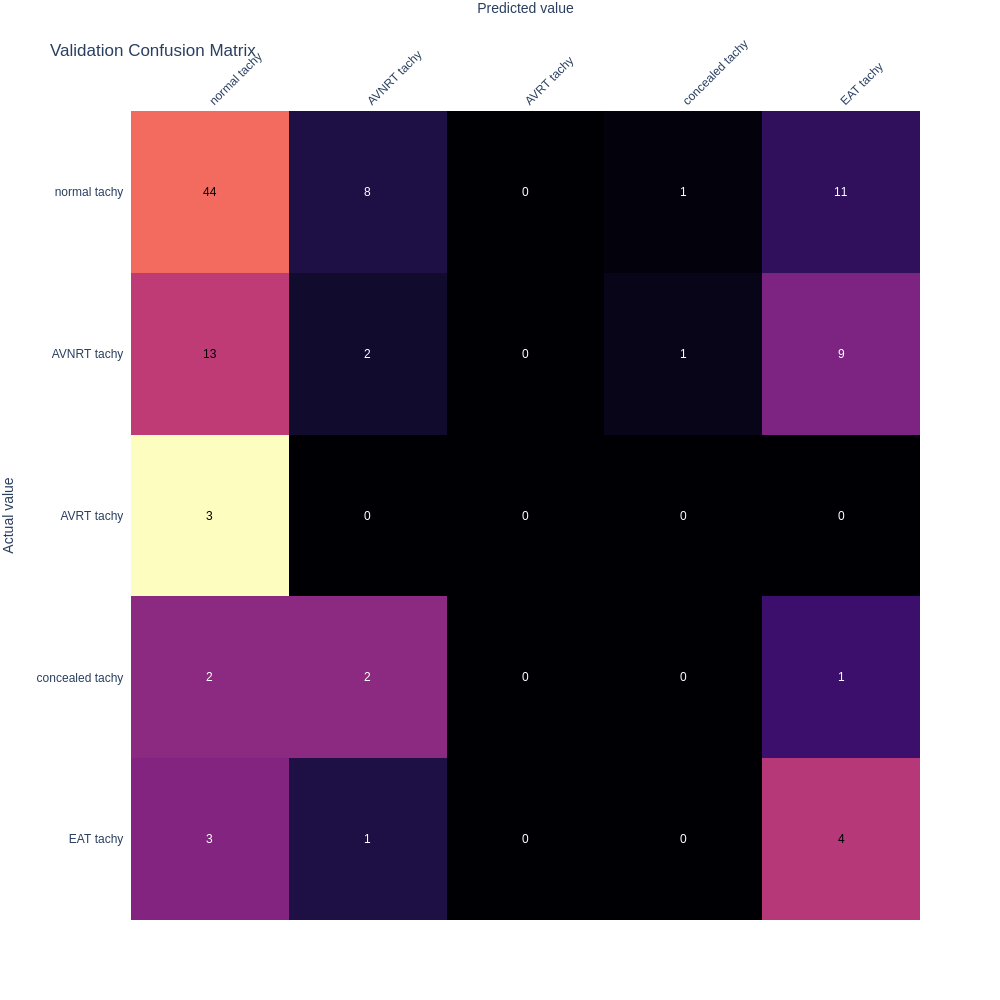 Predicted value
Validation Confusion Matrix
normal tachy AVNRT tachy AVRT tachy concealed tachy EAT tachy
normal tachy 44 8 0 1 11
AVNRT tachy 13 2 0 1 9
Actual value
AVRT tachy 3 0 0 0 0
concealed tachy 2 2 0 0 1
EAT tachy 3 1 0 0 4